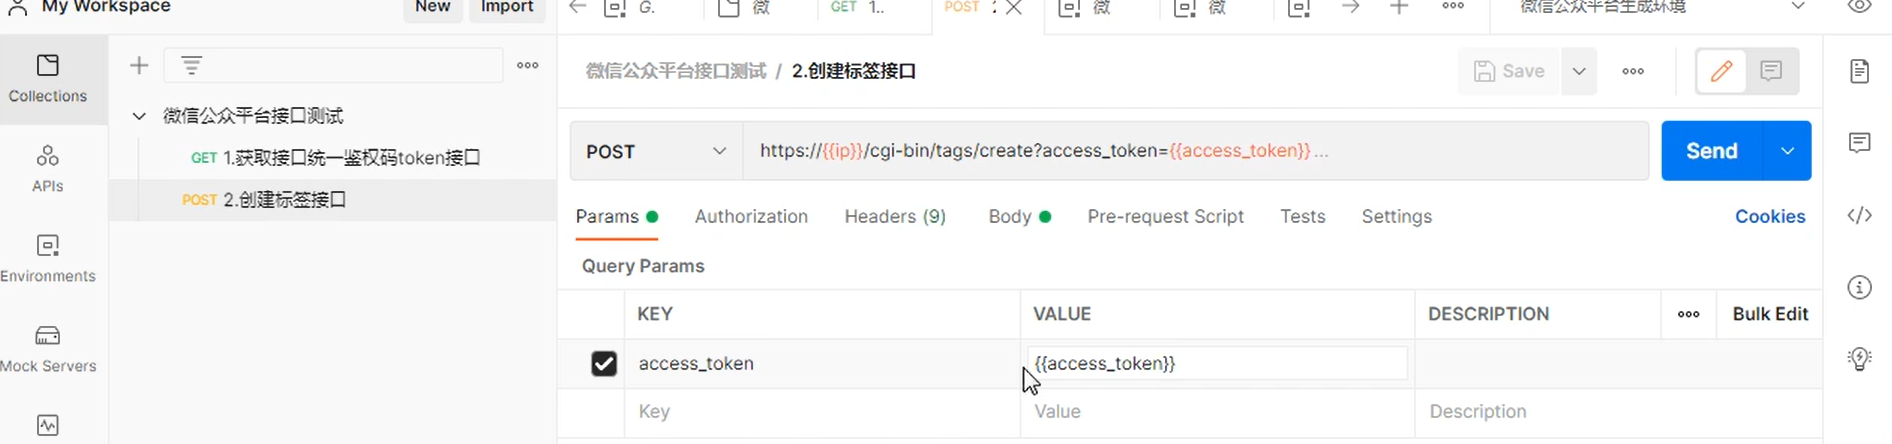 My Workspace New Import
G. 微 GET 1.. POST 微 微 微信公众平台生成环境
Collections
微信公众平台接口测试 / 2.创建标签接口 Save
微信公众平台接口测试
GET 1.获取接口统一鉴权码token接口
POST 2.创建标签接口
APIs
Environments
Mock Servers
POST https://{{ip}}/cgi-bin/tags/create?access_token={{access_token}} ... Send
Params Authorization Headers (9) Body Pre-request Script Tests Settings Cookies
Query Params
KEY VALUE DESCRIPTION Bulk Edit
access_token {{access_token}}
Key Value Description